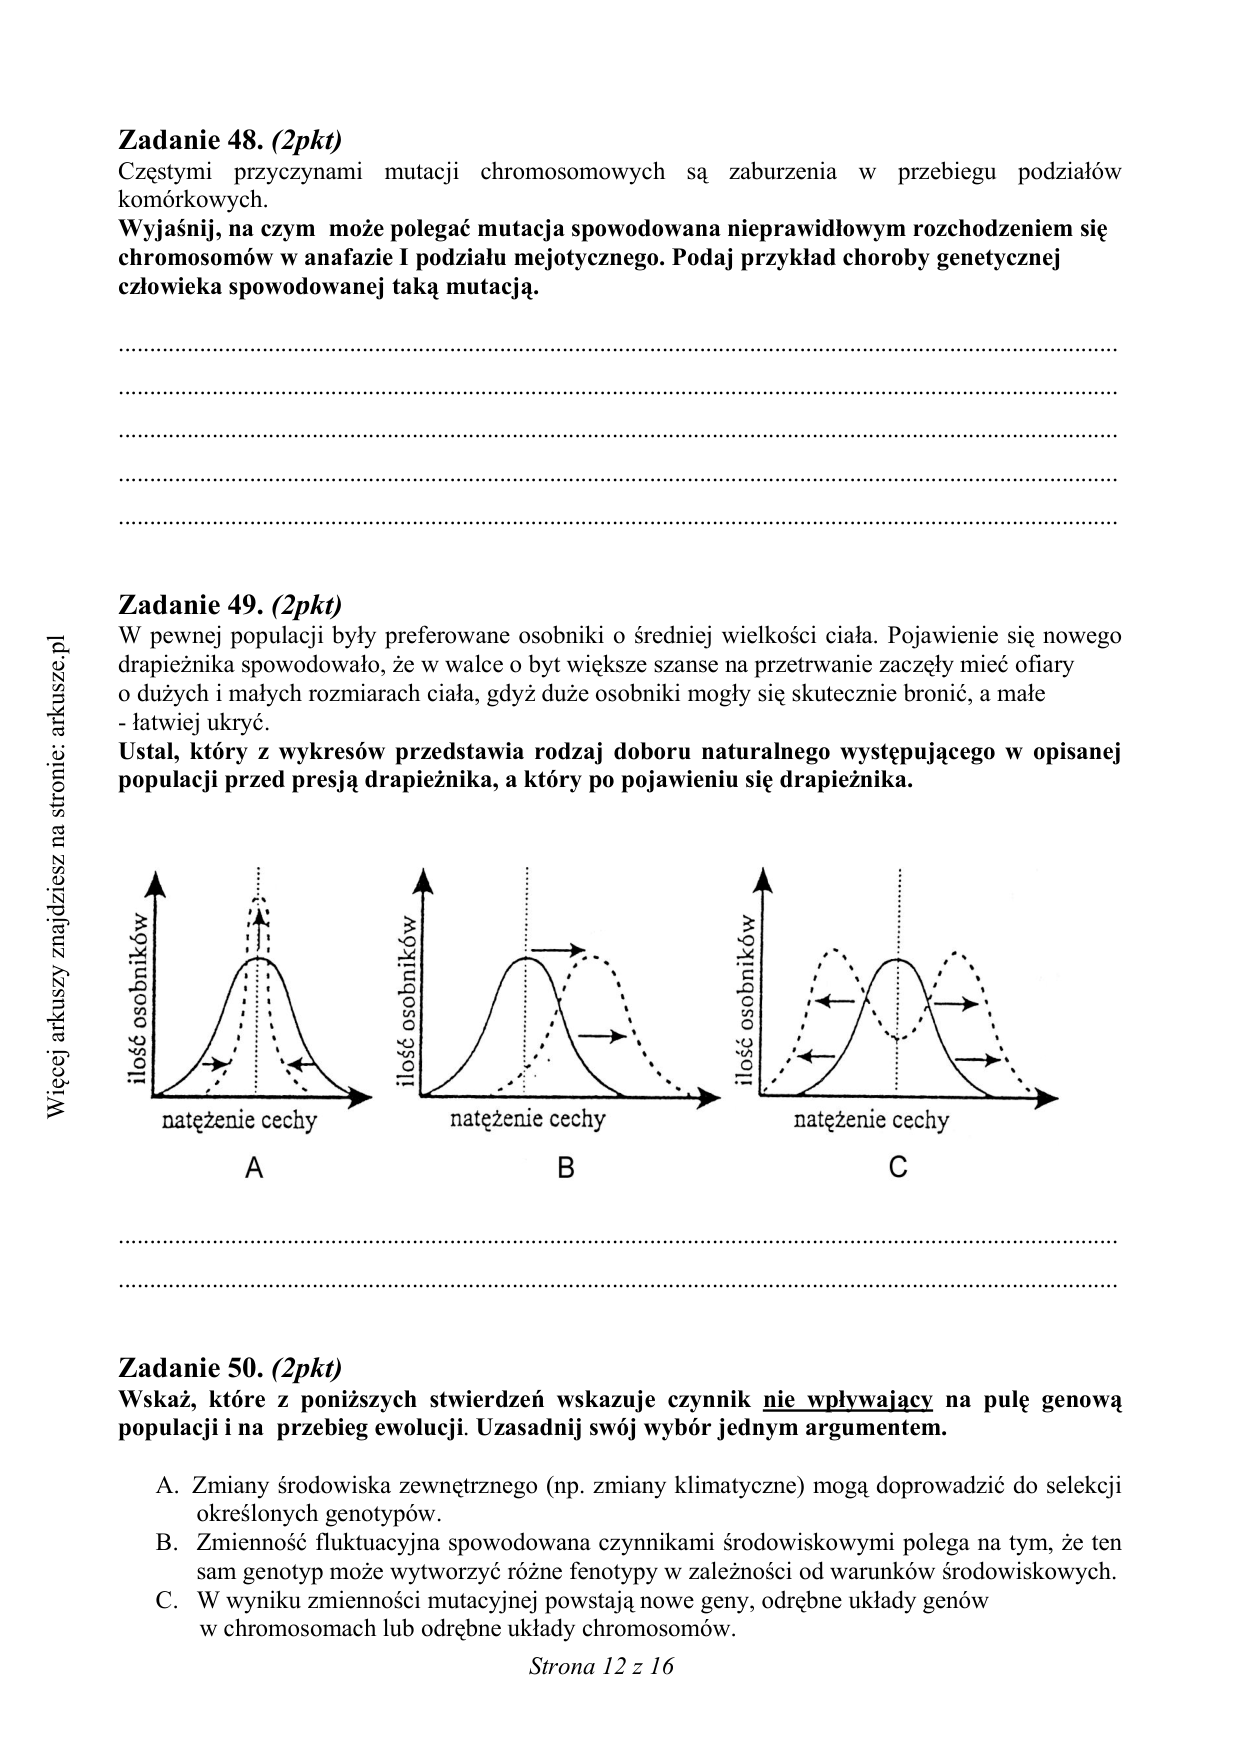 Zadanie 48. (2pkt)
Częstymi przyczynami mutacji chromosomowych są zaburzenia w przebiegu podziałów
komórkowych.
Wyjaśnij, na czym może polegać mutacja spowodowana nieprawidłowym rozchodzeniem się
chromosomów w anafazie I podziału mejotycznego. Podaj przykład choroby genetycznej
człowieka spowodowanej taką mutacją.
Zadanie 49. (2pkt)
W pewnej populacji były preferowane osobniki o średniej wielkości ciała. Pojawienie się nowego
drapieżnika spowodowało, że w walce o byt większe szanse na przetrwanie zaczęły mieć ofiary
o dużych i małych rozmiarach ciała, gdyż duże osobniki mogły się skutecznie bronić, a małe
- łatwiej ukryć.
Ustal, który z wykresów przedstawia rodzaj doboru naturalnego występującego w opisanej
populacji przed presją drapieżnika, a który po pojawieniu się drapieżnika.
ilość osobników
natężenie cechy
A
ilość osobników
natężenie cechy
B
ilość osobników
natężenie cechy
C
Zadanie 50. (2pkt)
Wskaż, które z poniższych stwierdzeń wskazuje czynnik nie wpływający na pulę genową
populacji i na przebieg ewolucji. Uzasadnij swój wybór jednym argumentem.
A. Zmiany środowiska zewnętrznego (np. zmiany klimatyczne) mogą doprowadzić do selekcji
określonych genotypów.
B. Zmienność fluktuacyjna spowodowana czynnikami środowiskowymi polega na tym, że ten
sam genotyp może wytworzyć różne fenotypy w zależności od warunków środowiskowych.
C. W wyniku zmienności mutacyjnej powstają nowe geny, odrębne układy genów
w chromosomach lub odrębne układy chromosomów.
Strona 12 z 16
Więcej arkuszy znajdziesz na stronie: arkusze.pl